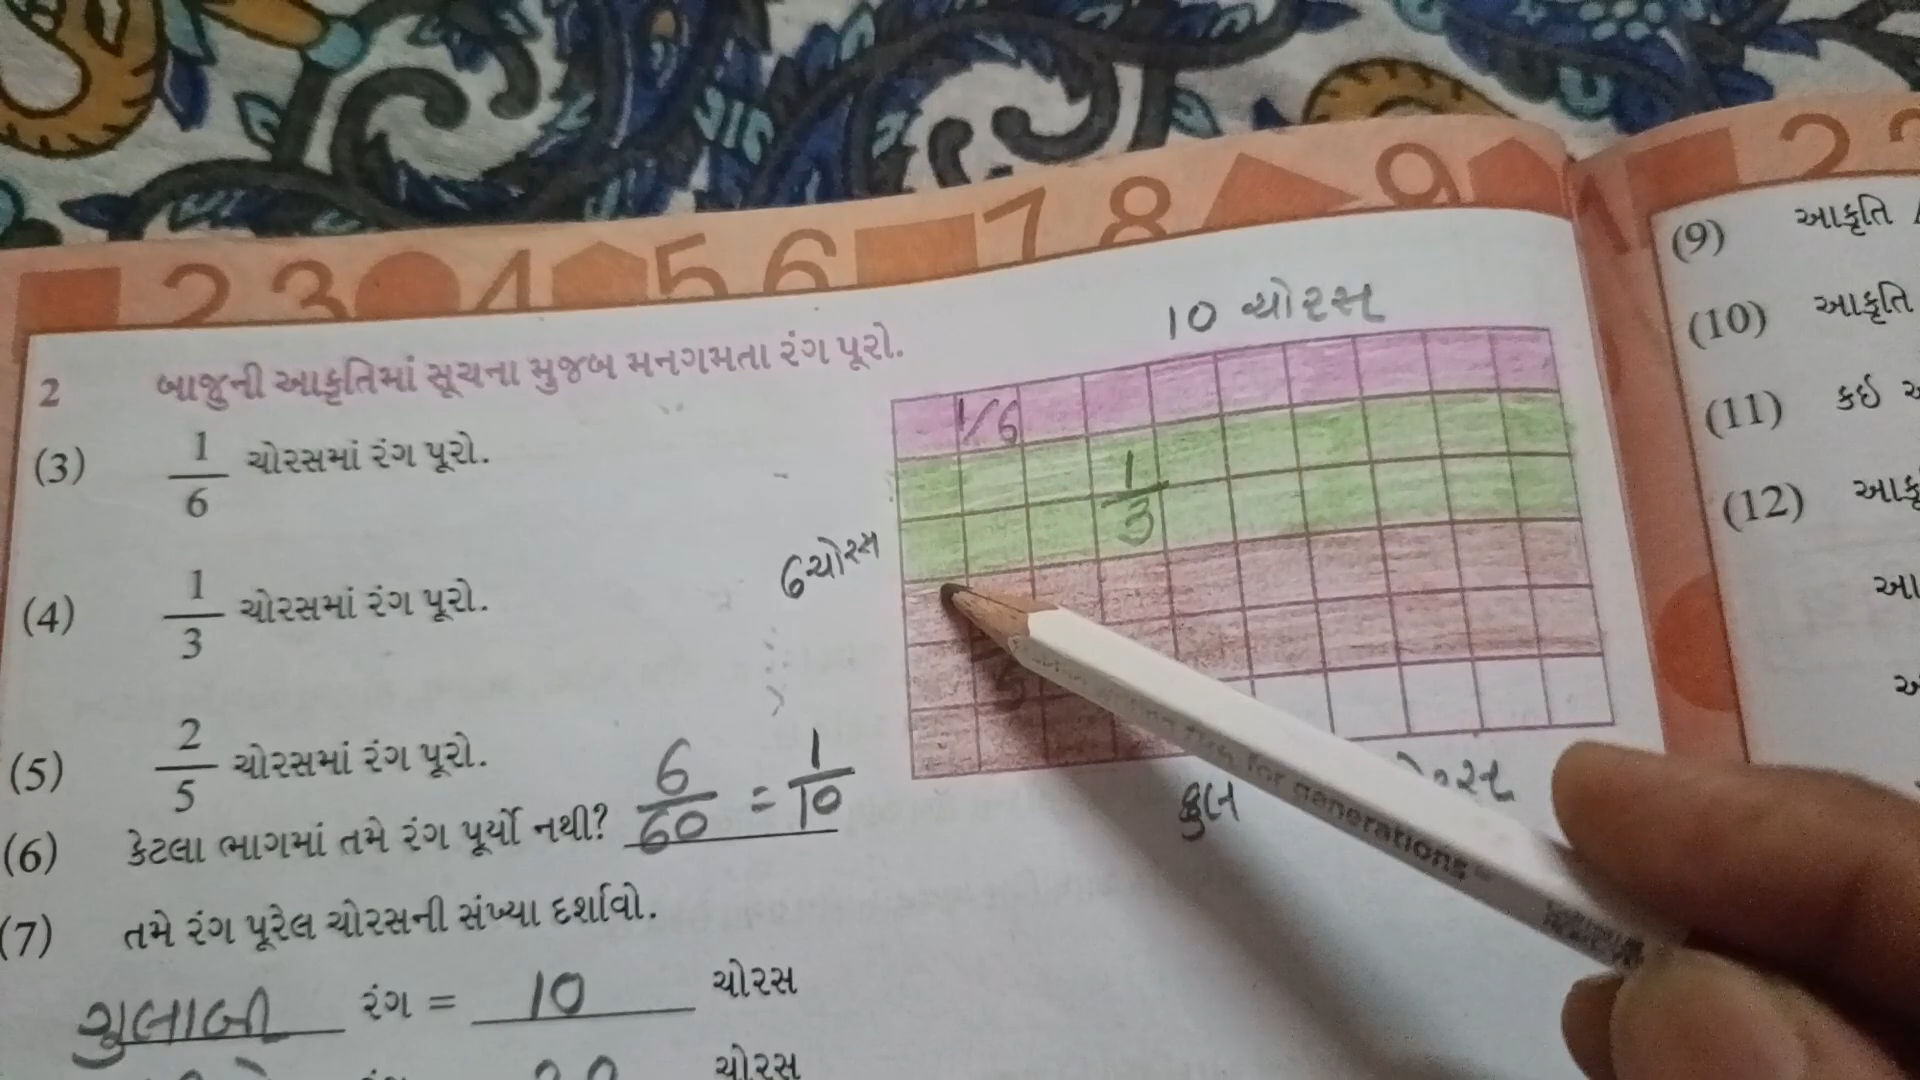 2 3 4 5 6 7 8 9
2
10 ચોરસ
2 બાજુની આકૃતિમાં સૂચના મુજબ મનગમતા રંગ પૂરો.
(3) 1/6 ચોરસમાં રંગ પૂરો.
(4) 1/3 ચોરસમાં રંગ પૂરો.
(5) 2/5 ચોરસમાં રંગ પૂરો.
(6) કેટલા ભાગમાં તમે રંગ પૂર્યો નથી? 6/60 = 1/10
(7) તમે રંગ પૂરેલ ચોરસની સંખ્યા દર્શાવો.
ગુલાબી રંગ = 10 ચોરસ
ચોરસ
6 ચોરસ
1/6
1/3
5
કુલ
for generations
(9) આકૃતિ
(10) આકૃતિ
(11) કઈ
(12)